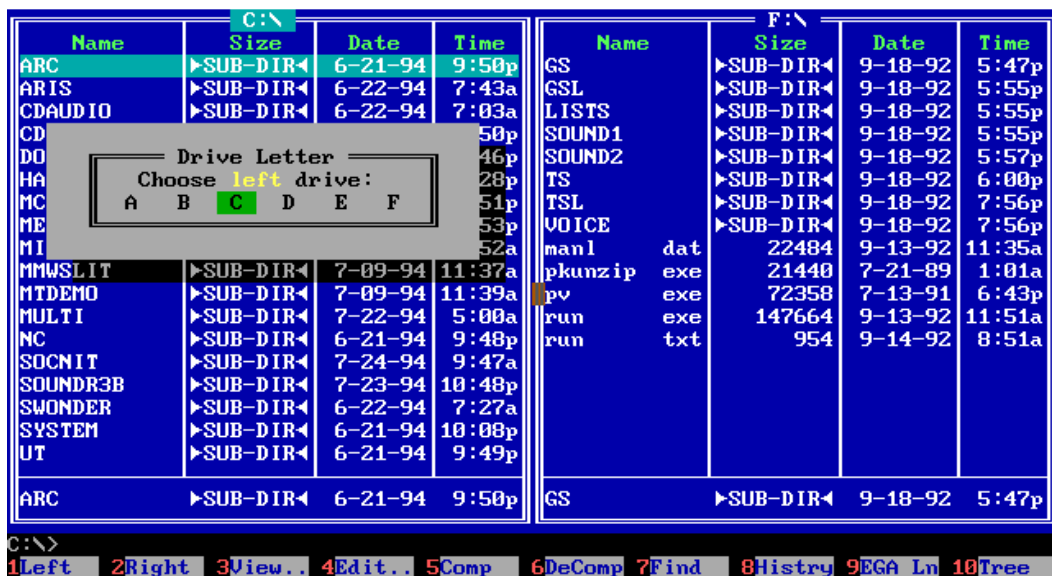 C:\ F:\
Name Size Date Time Name Size Date Time
ARC ►SUB-DIR◄ 6-21-94 9:50p GS ►SUB-DIR◄ 9-18-92 5:47p
ARIS ►SUB-DIR◄ 6-22-94 7:43a GSL ►SUB-DIR◄ 9-18-92 5:55p
CDAUDIO ►SUB-DIR◄ 6-22-94 7:03a LISTS ►SUB-DIR◄ 9-18-92 5:55p
CD 50p SOUND1 ►SUB-DIR◄ 9-18-92 5:55p
DO Drive Letter 46p SOUND2 ►SUB-DIR◄ 9-18-92 5:57p
HA Choose left drive: 28p TS ►SUB-DIR◄ 9-18-92 6:00p
MC A B C D E F 51p TSL ►SUB-DIR◄ 9-18-92 7:56p
ME 53p VOICE ►SUB-DIR◄ 9-18-92 7:56p
MI 52a manl dat 22484 9-13-92 11:35a
MMWSLIT ►SUB-DIR◄ 7-09-94 11:37a pkunzip exe 21440 7-21-89 1:01a
MTDEMO ►SUB-DIR◄ 7-09-94 11:39a pv exe 72358 7-13-91 6:43p
MULTI ►SUB-DIR◄ 7-22-94 5:00a run exe 147664 9-13-92 11:51a
NC ►SUB-DIR◄ 6-21-94 9:48p run txt 954 9-14-92 8:51a
SOCNIT ►SUB-DIR◄ 7-24-94 9:47a
SOUNDR3B ►SUB-DIR◄ 7-23-94 10:48p
SWONDER ►SUB-DIR◄ 6-22-94 7:27a
SYSTEM ►SUB-DIR◄ 6-21-94 10:08p
UT ►SUB-DIR◄ 6-21-94 9:49p
ARC ►SUB-DIR◄ 6-21-94 9:50p GS ►SUB-DIR◄ 9-18-92 5:47p
C:\>
1Left 2Right 3View.. 4Edit.. 5Comp 6DeComp 7Find 8Histry 9EGA Ln 10Tree